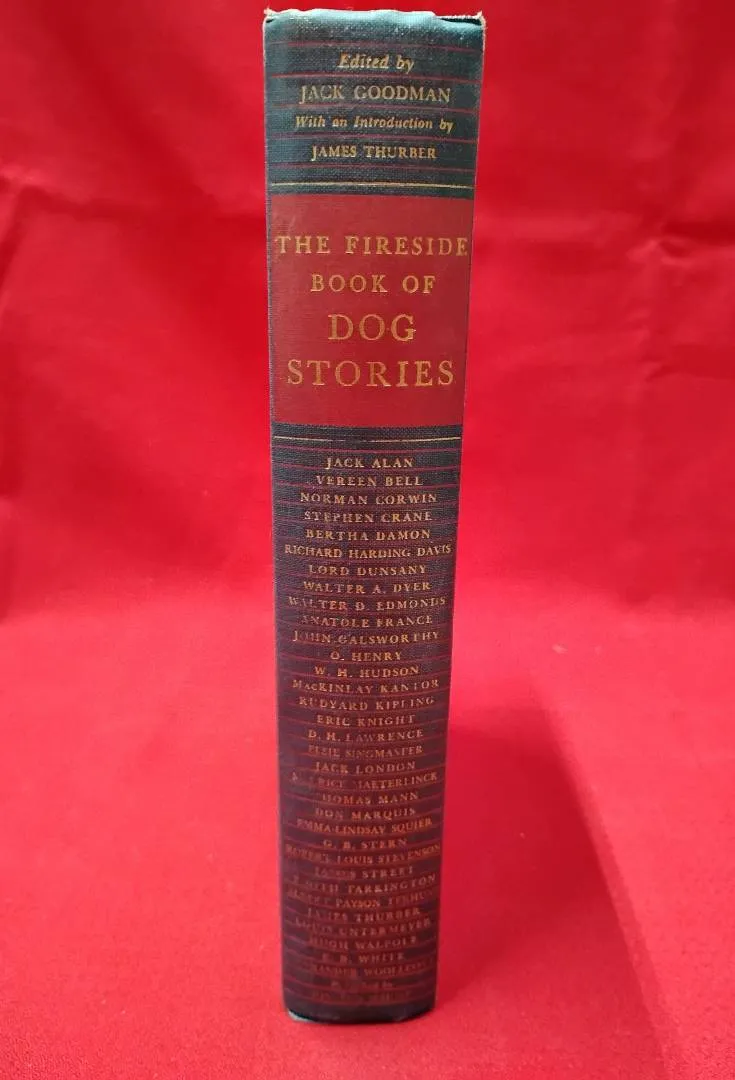 Edited by
JACK GOODMAN
With an Introduction by
JAMES THURBER
THE FIRESIDE
BOOK OF
DOG
STORIES
JACK ALAN
VEREEN BELL
NORMAN CORWIN
STEPHEN CRANE
BERTHA DAMON
RICHARD HARDING DAVIS
LORD DUNSANY
WALTER A. DYER
WALTER D. EDMONDS
ANATOLE FRANCE
JOHN GALSWORTHY
O. HENRY
W. H. HUDSON
MACKINLAY KANTOR
RUDYARD KIPLING
ERIC KNIGHT
D. H. LAWRENCE
ELSIE SINGMASTER
JACK LONDON
MAETERLINCK
THOMAS MANN
DON MARQUIS
EMMA-LINDSAY SQUIER
G. B. STERN
ROBERT LOUIS STEVENSON
JAMES STREET
BOOTH TARKINGTON
PAYSON TERHUNE
JAMES THURBER
LOUIS UNTERMEYER
HUGH WALPOLE
E. B. WHITE
WOOLLCOTT